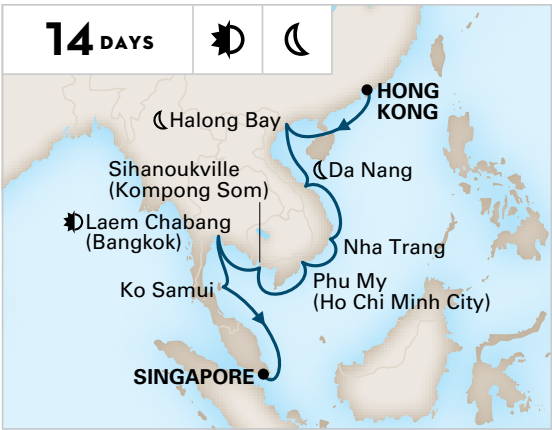 14 DAYS
HONG
KONG
Halong Bay
Da Nang
Sihanoukville
(Kompong Som)
Laem Chabang
(Bangkok)
Nha Trang
Phu My
(Ho Chi Minh City)
Ko Samui
SINGAPORE